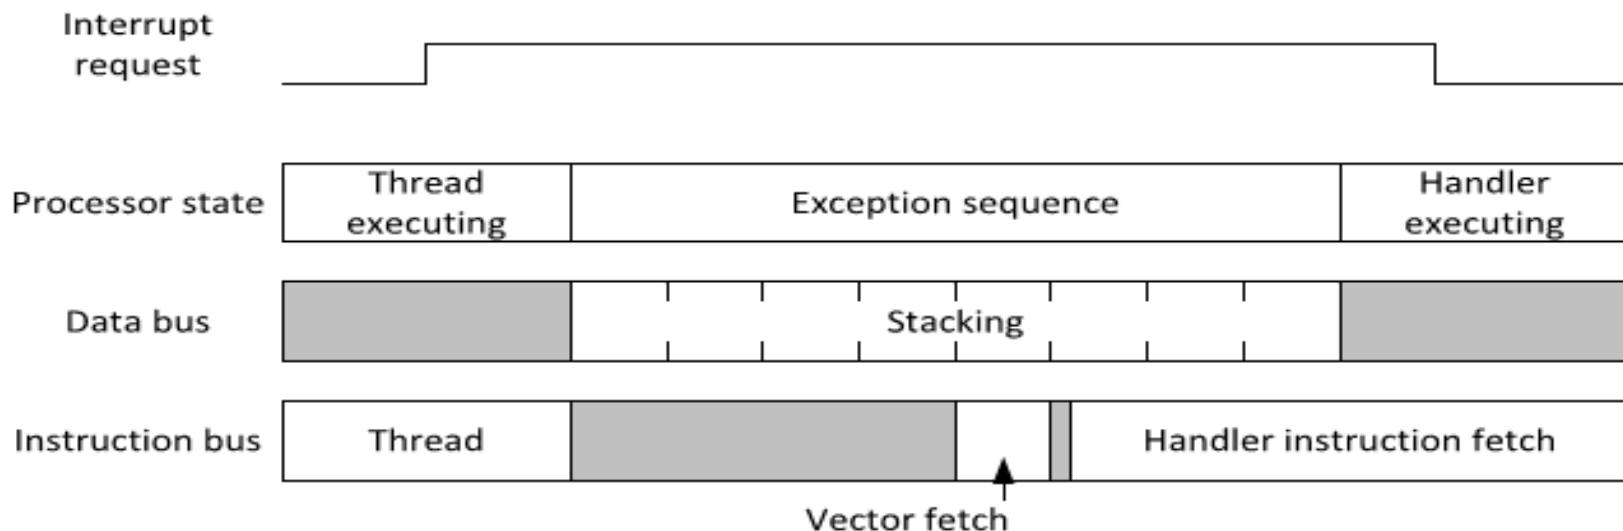 Interrupt
request
Processor state
Thread
executing
Exception sequence
Handler
executing
Data bus
Stacking
Instruction bus
Thread
Handler instruction fetch
Vector fetch